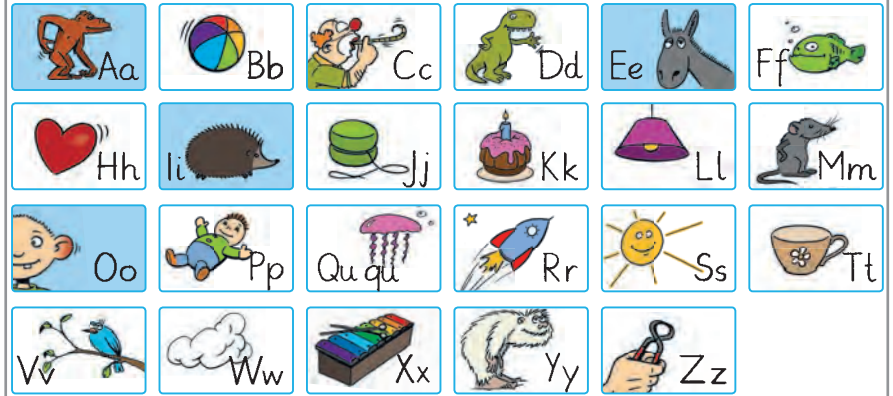 Aa Bb Cc Dd Ee Ff
Hh Ii Jj Kk Ll Mm
Oo Pp Qu qu Rr Ss Tt
Vv Ww Xx Yy Zz